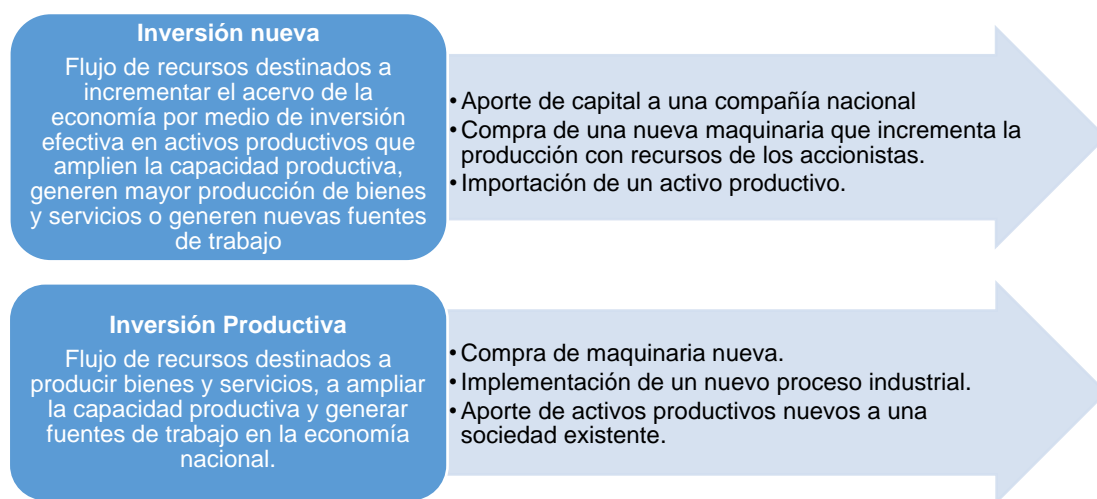 Inversión nueva
Flujo de recursos destinados a
incrementar el acervo de la
economía por medio de inversión
efectiva en activos productivos que
amplien la capacidad productiva,
generen mayor producción de bienes
y servicios o generen nuevas fuentes
de trabajo
• Aporte de capital a una compañía nacional
• Compra de una nueva maquinaria que incrementa la
producción con recursos de los accionistas.
• Importación de un activo productivo.
Inversión Productiva
Flujo de recursos destinados a
producir bienes y servicios, a ampliar
la capacidad productiva y generar
fuentes de trabajo en la economía
nacional.
• Compra de maquinaria nueva.
• Implementación de un nuevo proceso industrial.
• Aporte de activos productivos nuevos a una
sociedad existente.